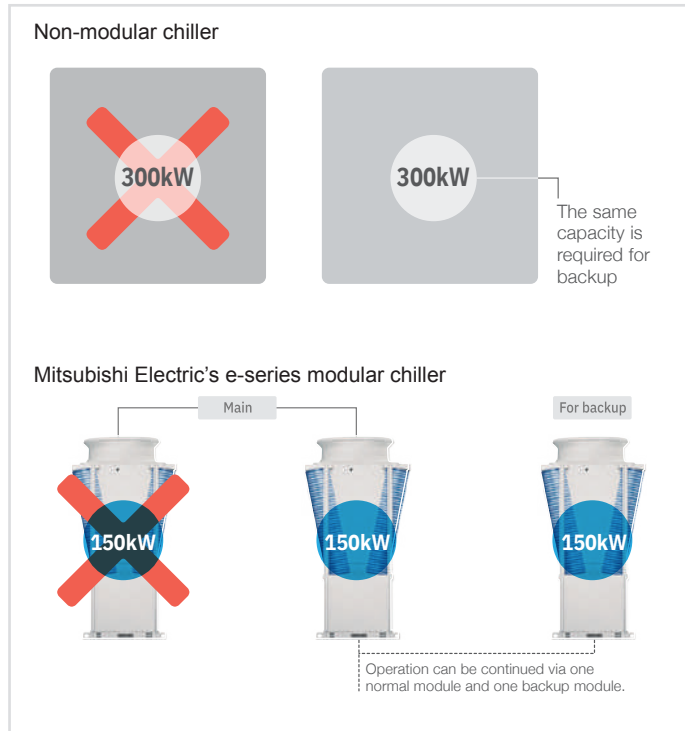 Non-modular chiller
300kW
300kW
The same
capacity is
required for
backup
Mitsubishi Electric’s e-series modular chiller
Main
For backup
150kW
150kW
150kW
Operation can be continued via one
normal module and one backup module.